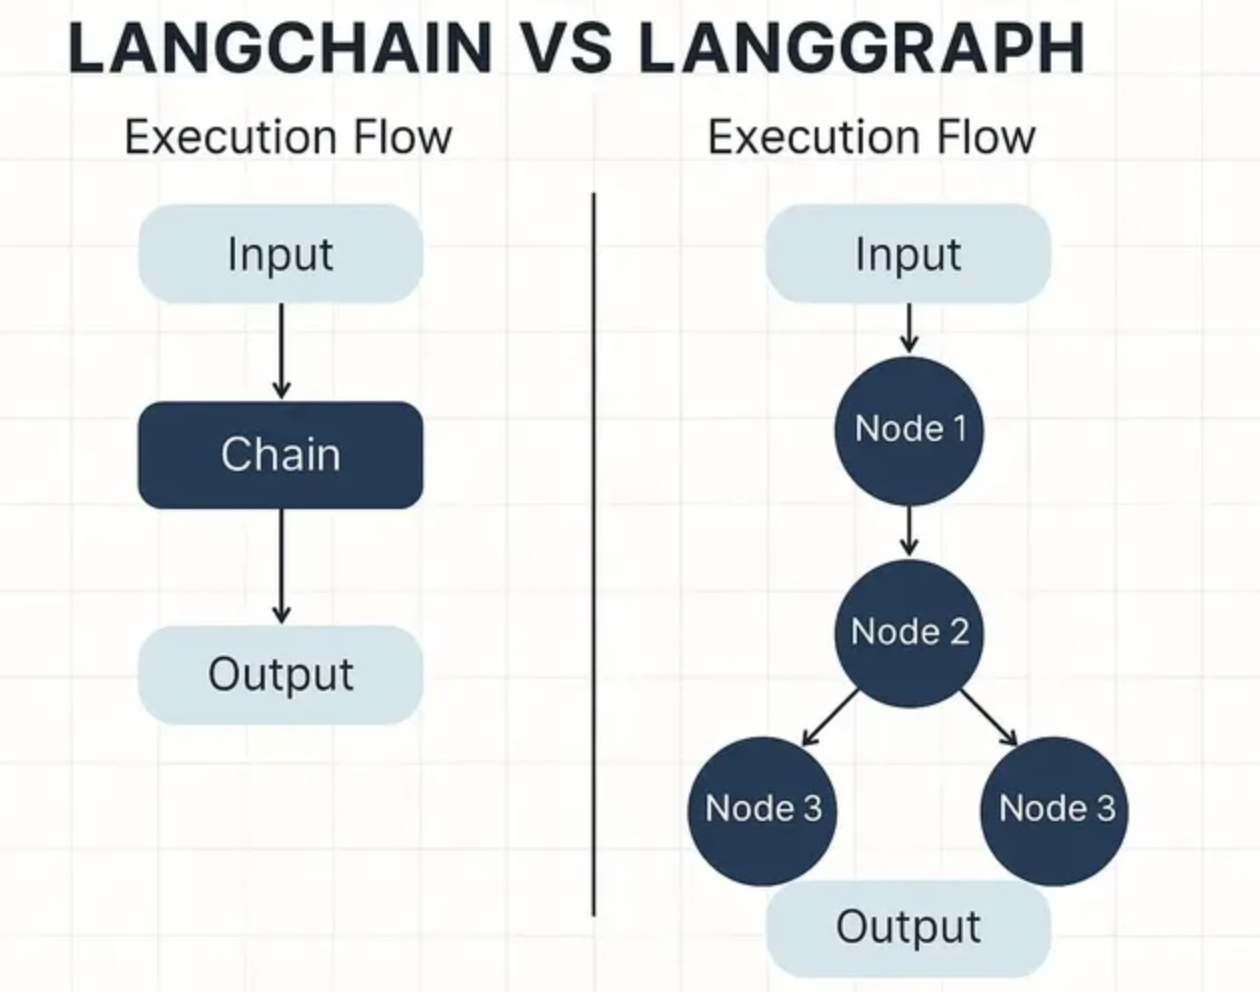 LANGCHAIN VS LANGGRAPH
Execution Flow
Input
Chain
Output
Execution Flow
Input
Node 1
Node 2
Node 3
Node 3
Output